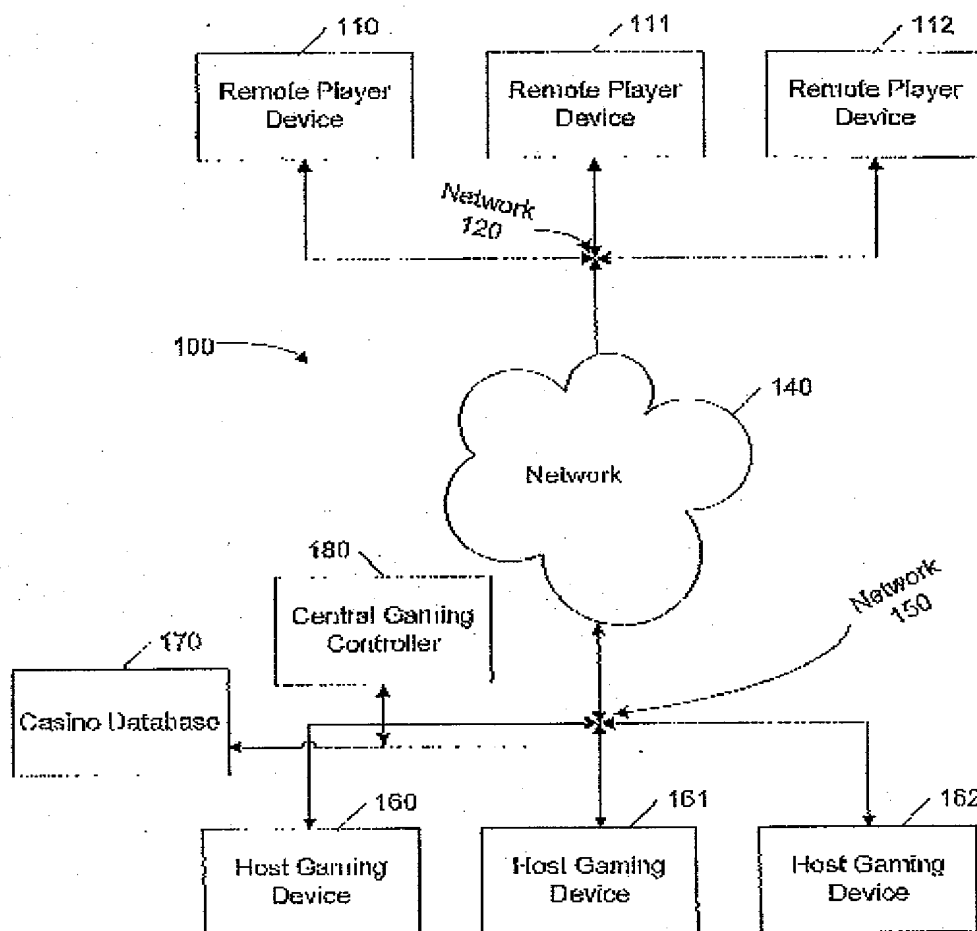 110
111
112
Remote Player
Device
Remote Player
Device
Remote Player
Device
Network
120
100
140
Network
180
Central Gaming
Controller
Network
150
170
Casino Database
160
161
162
Host Gaming
Device
Host Gaming
Device
Host Gaming
Device